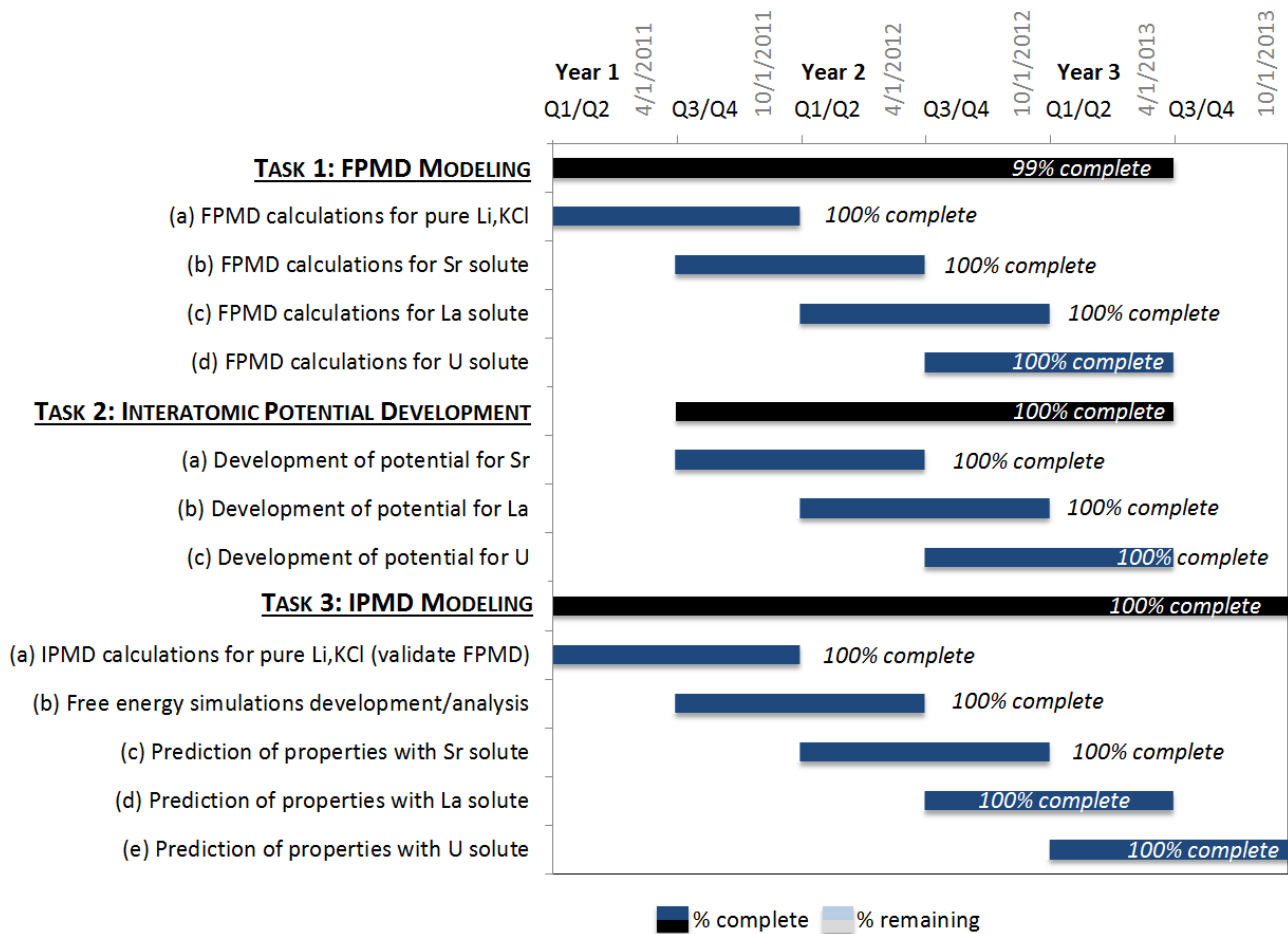 Year 1 4/1/2011 10/1/2011 Year 2 4/1/2012 10/1/2012 Year 3 4/1/2013 10/1/2013
Q1/Q2 Q3/Q4 Q1/Q2 Q3/Q4 Q1/Q2 Q3/Q4
TASK 1: FPMD MODELING 99% complete
(a) FPMD calculations for pure Li,KCl 100% complete
(b) FPMD calculations for Sr solute 100% complete
(c) FPMD calculations for La solute 100% complete
(d) FPMD calculations for U solute 100% complete
TASK 2: INTERATOMIC POTENTIAL DEVELOPMENT 100% complete
(a) Development of potential for Sr 100% complete
(b) Development of potential for La 100% complete
(c) Development of potential for U 100% complete
TASK 3: IPMD MODELING 100% complete
(a) IPMD calculations for pure Li,KCl (validate FPMD) 100% complete
(b) Free energy simulations development/analysis 100% complete
(c) Prediction of properties with Sr solute 100% complete
(d) Prediction of properties with La solute 100% complete
(e) Prediction of properties with U solute 100% complete
% complete % remaining